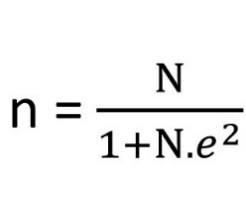 n = N
1+N.e²